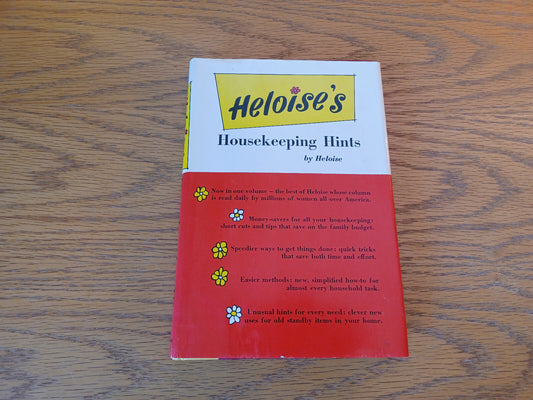 Heloise's
Housekeeping Hints
by Heloise
Now in one volume — the best of Heloise whose column
is read daily by millions of women all over America.
Money-savers for all your housekeeping:
short cuts and tips that save on the family budget.
Speedier ways to get things done: quick tricks
that save both time and effort.
Easier methods: new, simplified how-to for
almost every household task.
Unusual hints for every need: clever new
uses for old standby items in your home.